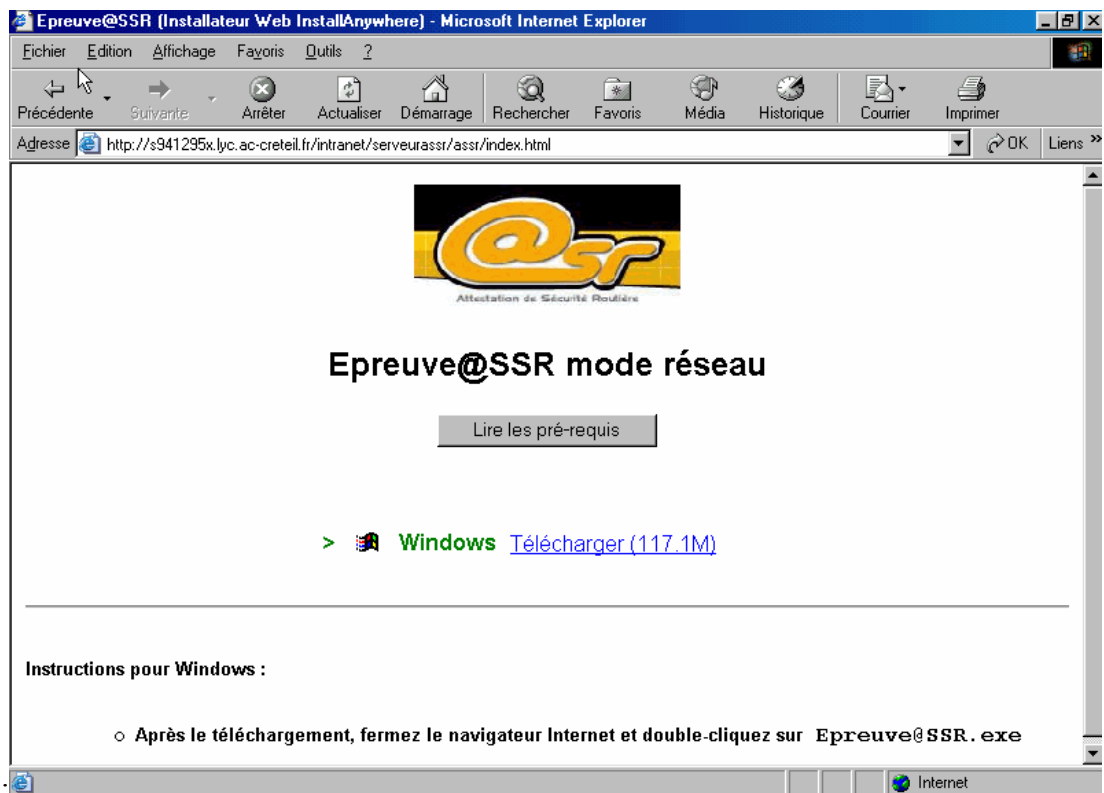 Epreuve@SSR (Installateur Web InstallAnywhere) - Microsoft Internet Explorer
Fichier Edition Affichage Favoris Outils ?
Précédente Suivante Arrêter Actualiser Démarrage Rechercher Favoris Média Historique Courrier Imprimer
Adresse http://s941295x.lyc.ac-creteil.fr/intranet/serveurassr/assr/index.html OK Liens »
@sr
Attestation de Sécurité Routière
Epreuve@SSR mode réseau
Lire les pré-requis
> Windows Télécharger (117.1M)
Instructions pour Windows :
○ Après le téléchargement, fermez le navigateur Internet et double-cliquez sur Epreuve@SSR.exe
Internet